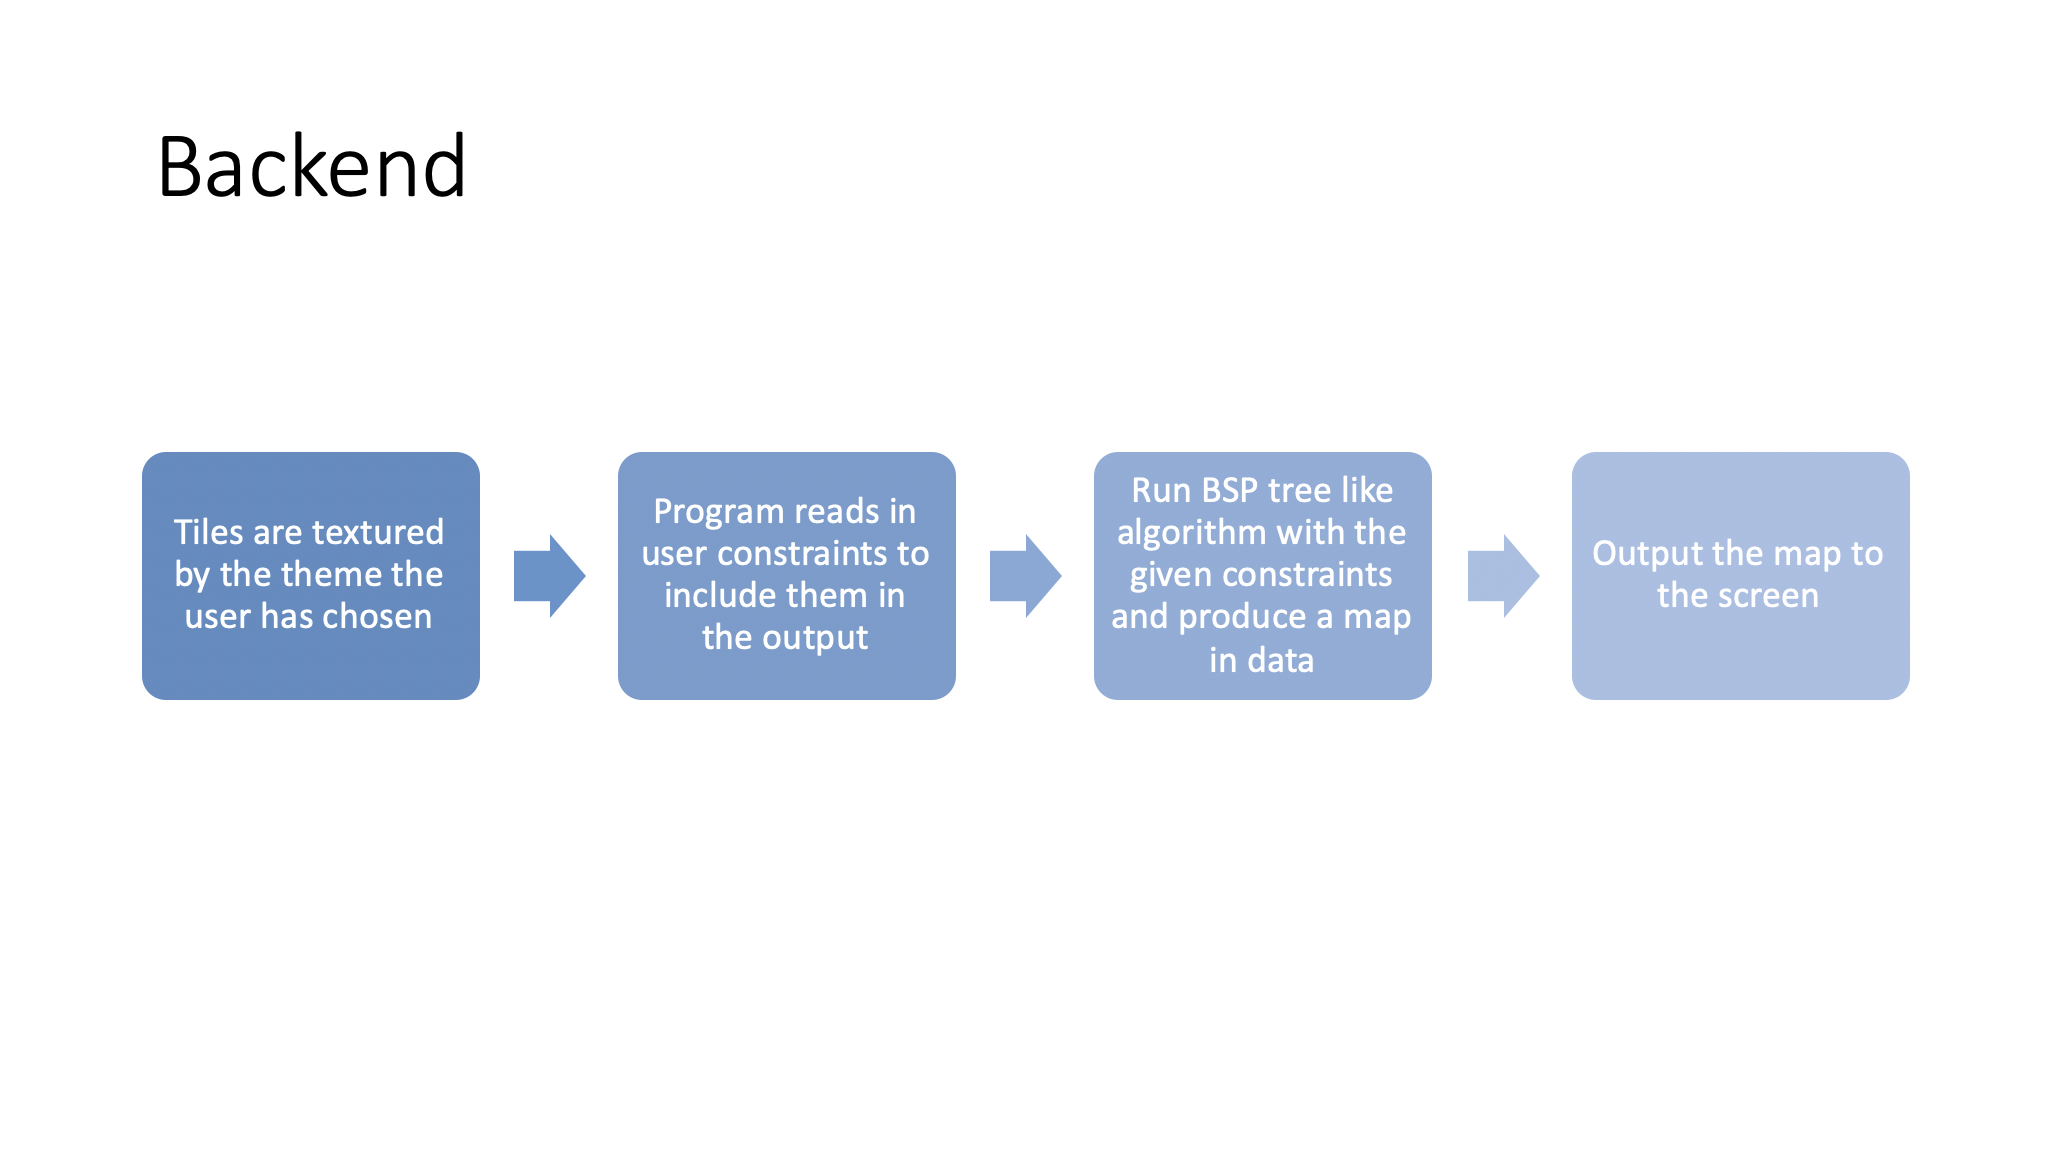 Backend
Tiles are textured
by the theme the
user has chosen
Program reads in
user constraints to
include them in
the output
Run BSP tree like
algorithm with the
given constraints
and produce a map
in data
Output the map to
the screen